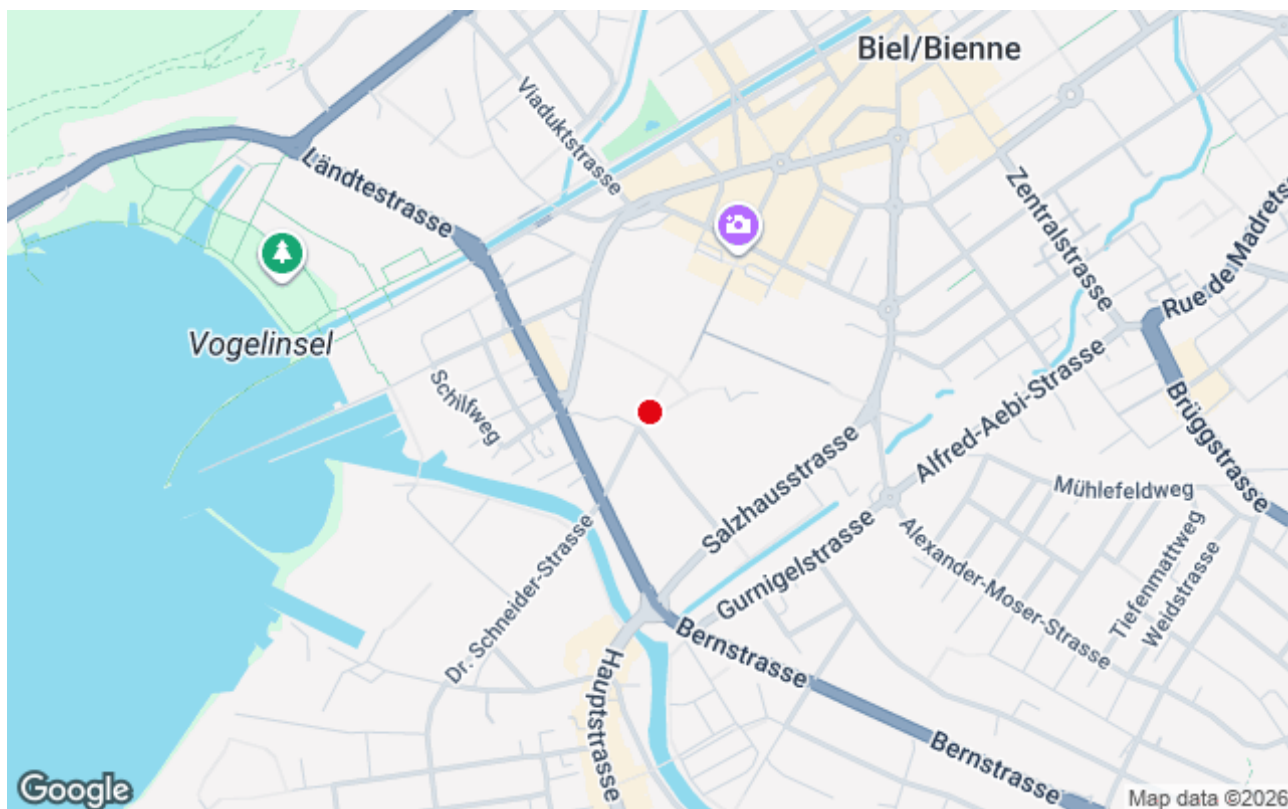 Biel/Bienne
Viaduktstrasse
Ländtestrasse
Zentralstrasse
Rue de Madretsc
Vogelinsel
Schilfweg
Brüggstrasse
Alfred-Aebi-Strasse
Mühlefeldweg
Salzhausstrasse
Gurnigelstrasse
Alexander-Moser-Strasse
Tiefenmattweg
Weidstrasse
Dr. Schneider-Strasse
Bernstrasse
Hauptstrasse
Bernstrasse
Google
Map data ©2026